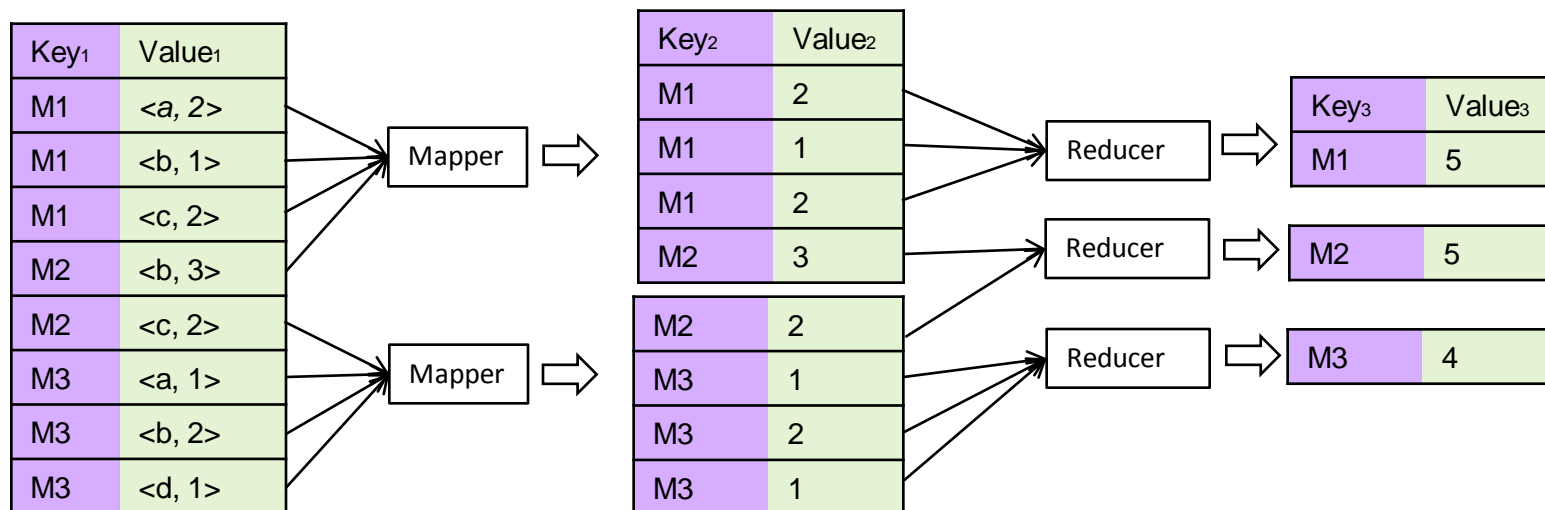 Key1 Value1
M1 <a, 2>
M1 <b, 1>
M1 <c, 2>
M2 <b, 3>
M2 <c, 2>
M3 <a, 1>
M3 <b, 2>
M3 <d, 1>
Mapper
Mapper
Key2 Value2
M1 2
M1 1
M1 2
M2 3
M2 2
M3 1
M3 2
M3 1
Reducer
Reducer
Reducer
Key3 Value3
M1 5
M2 5
M3 4